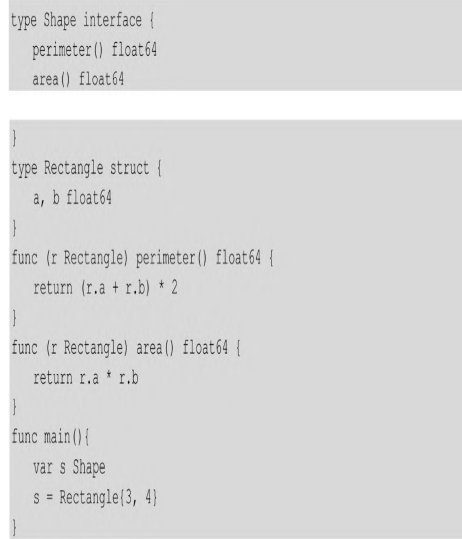 type Shape interface {
perimeter() float64
area() float64
}
type Rectangle struct {
a, b float64
}
func (r Rectangle) perimeter() float64 {
return (r.a + r.b) * 2
}
func (r Rectangle) area() float64 {
return r.a * r.b
}
func main(){
var s Shape
s = Rectangle{3, 4}
}